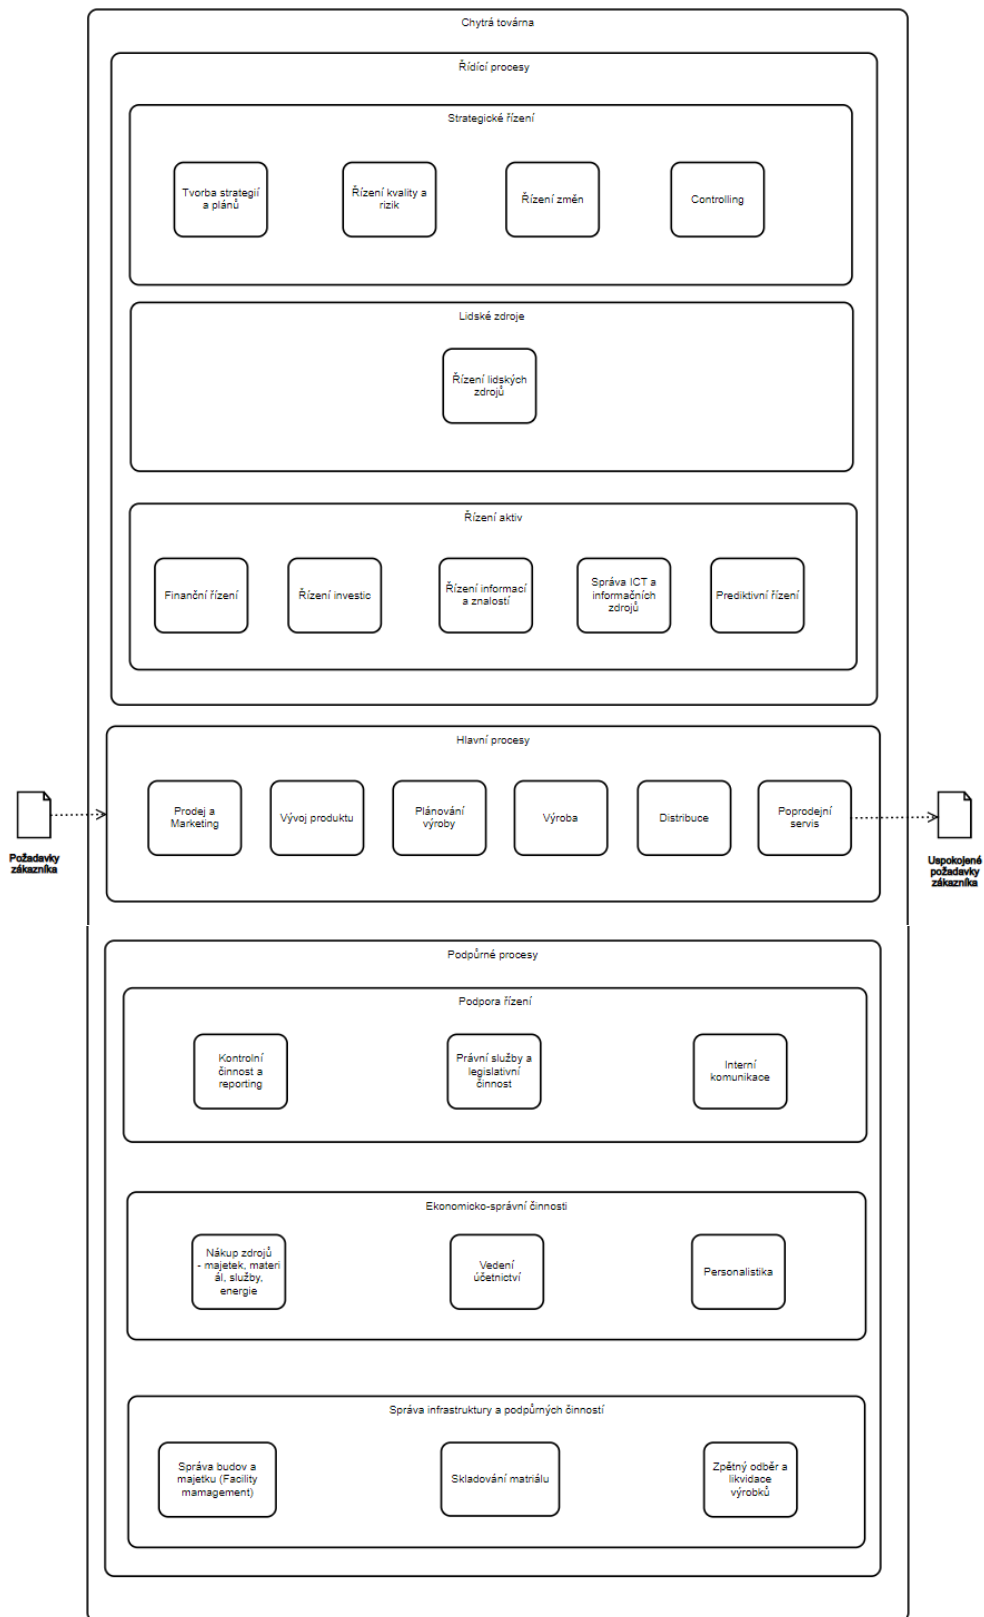 Chytrá továrna
Řídící procesy
Strategické řízení
Tvorba strategií
a plánů
Řízení kvality a
rizik
Řízení změn
Controlling
Lidské zdroje
Řízení lidských
zdrojů
Řízení aktiv
Finanční řízení
Řízení investic
Řízení informací
a znalostí
Správa ICT a
informačních
zdrojů
Prediktivní řízení
Hlavní procesy
Požadavky
zákazníka
Prodej a
Marketing
Vývoj produktu
Plánování
výroby
Výroba
Distribuce
Poprodejní
servis
Uspokojené
požadavky
zákazníka
Podpůrné procesy
Podpora řízení
Kontrolní
činnost a
reporting
Právní služby a
legislativní
činnost
Interní
komunikace
Ekonomicko-správní činnosti
Nákup zdrojů
- majetek, materi
ál, služby,
energie
Vedení
účetnictví
Personalistika
Správa infrastruktury a podpůrných činností
Správa budov a
majetku (Facility
mamagement)
Skladování matriálu
Zpětný odběr a
likvidace
výrobků